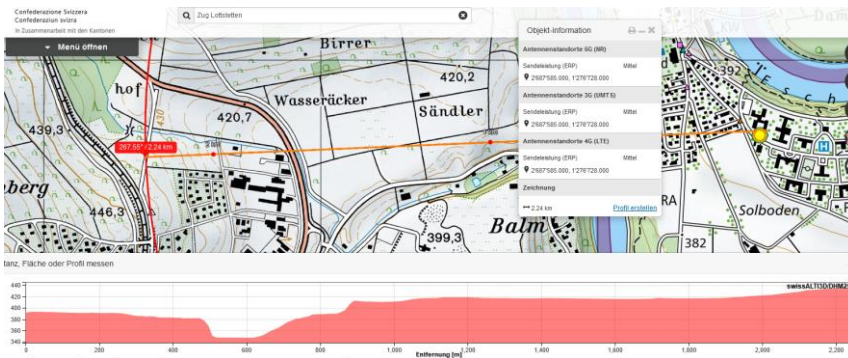 Confederazione Svizzera
Confederaziun svizra
In Zusammenarbeit mit den Kantonen
Zug Lottstetten
Menü öffnen
Objekt-Information
Antennenstandorte 5G (NR)
Sendeleistung (ERP) Mittel
2'687'585.000, 1'276'728.000
Antennenstandorte 3G (UMTS)
Sendeleistung (ERP) Mittel
2'687'585.000, 1'276'728.000
Antennenstandorte 4G (LTE)
Sendeleistung (ERP) Mittel
2'687'585.000, 1'276'728.000
Zeichnung
2.24 km Profil erstellen
Birrer
420,2
392
Esch
hof
430
Wasseräcker
Sändler
420,7
439,3
267.55° / 2.24 km
berg
446,3
399,3
Balm
RA
382
Solboden
H
KW
tanz, Fläche oder Profil messen
swissALTI3D/DHM25
440
420
400
380
360
340
0 200 400 600 800 1,000 1,200 1,400 1,600 1,800 2,000 2,200
Entfernung [m]